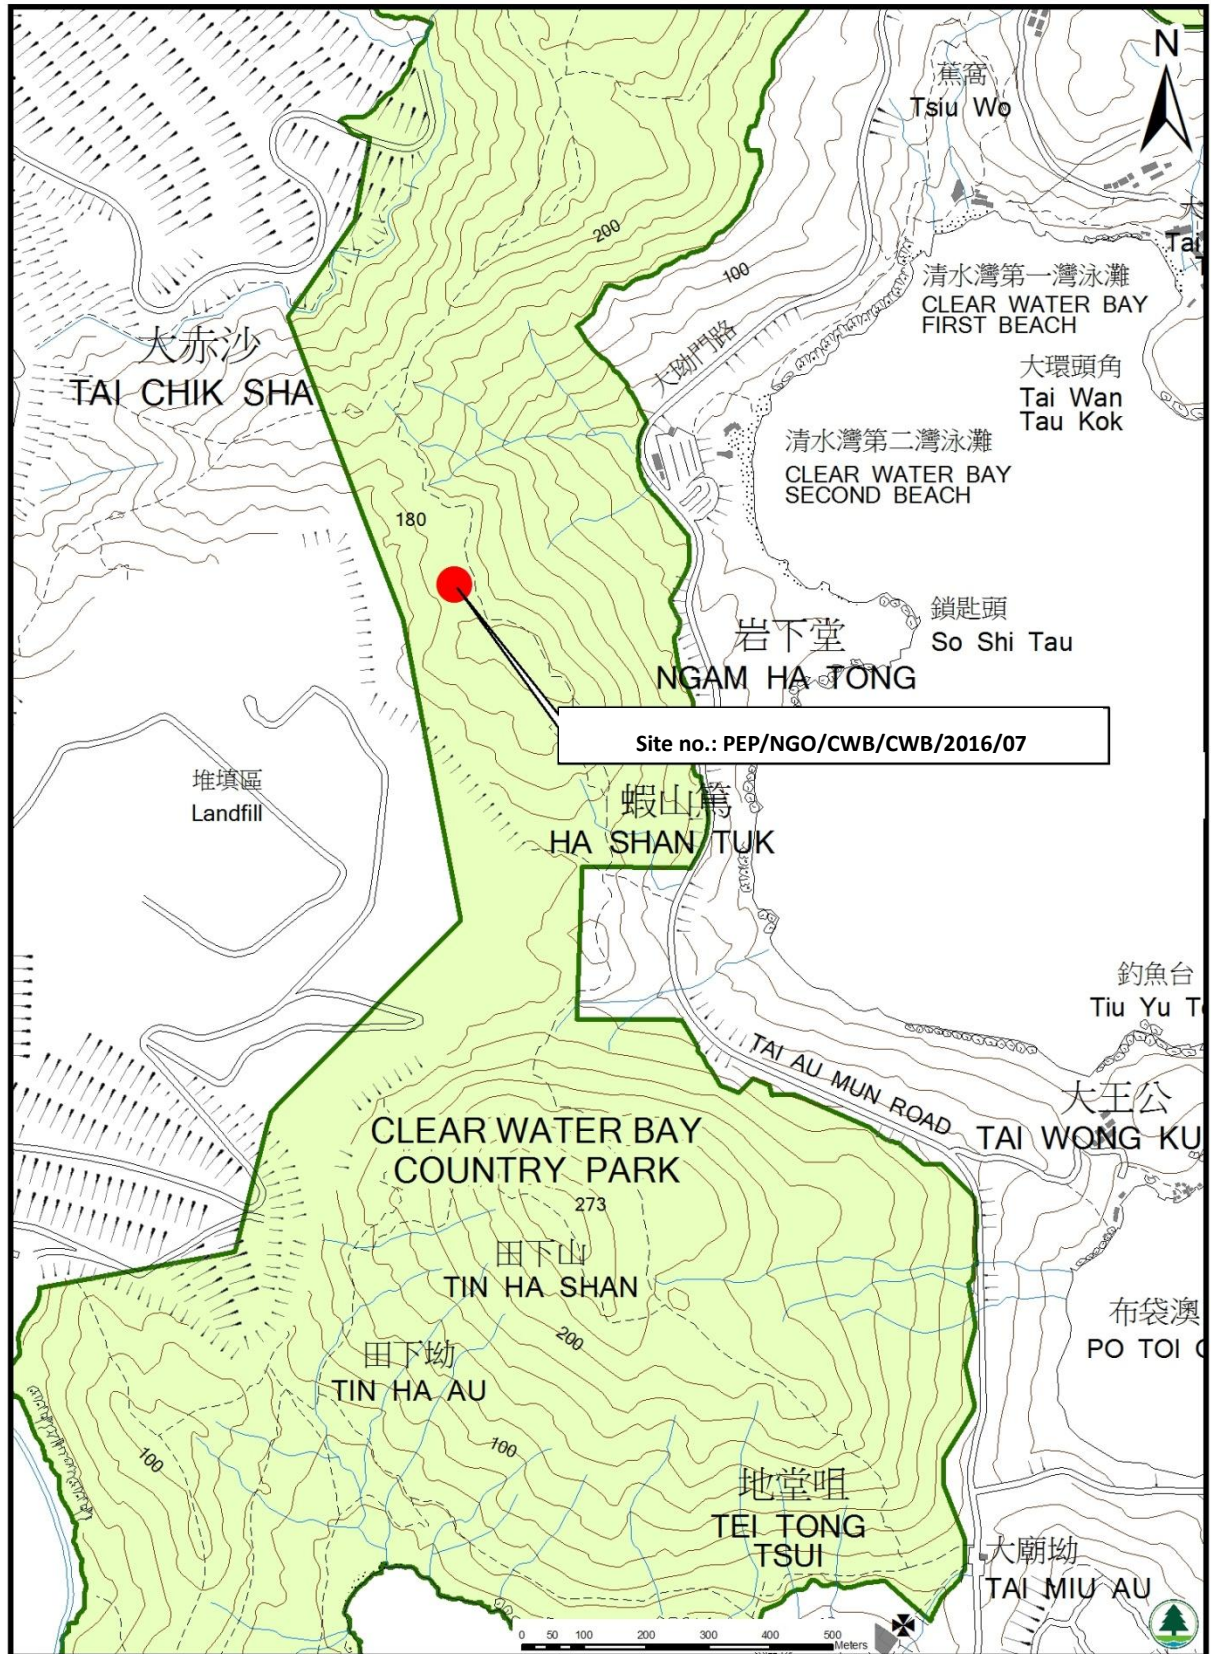 N
蕉窩
Tsiu Wo
200
100
大
Tai
清水灣第一灣泳灘
CLEAR WATER BAY
FIRST BEACH
大坳門路
大赤沙
TAI CHIK SHA
大環頭角
Tai Wan
Tau Kok
清水灣第二灣泳灘
CLEAR WATER BAY
SECOND BEACH
180
鎖匙頭
So Shi Tau
岩下堂
NGAM HA TONG
Site no.: PEP/NGO/CWB/CWB/2016/07
堆填區
Landfill
蝦山篤
HA SHAN TUK
釣魚台
Tiu Yu T
TAI AU MUN ROAD
大王公
TAI WONG KU
CLEAR WATER BAY
COUNTRY PARK
273
田下山
TIN HA SHAN
布袋澳
PO TOI
200
田下坳
TIN HA AU
100
100
地堂咀
TEI TONG
TSUI
大廟坳
TAI MIU AU
0 50 100 200 300 400 500
Meters